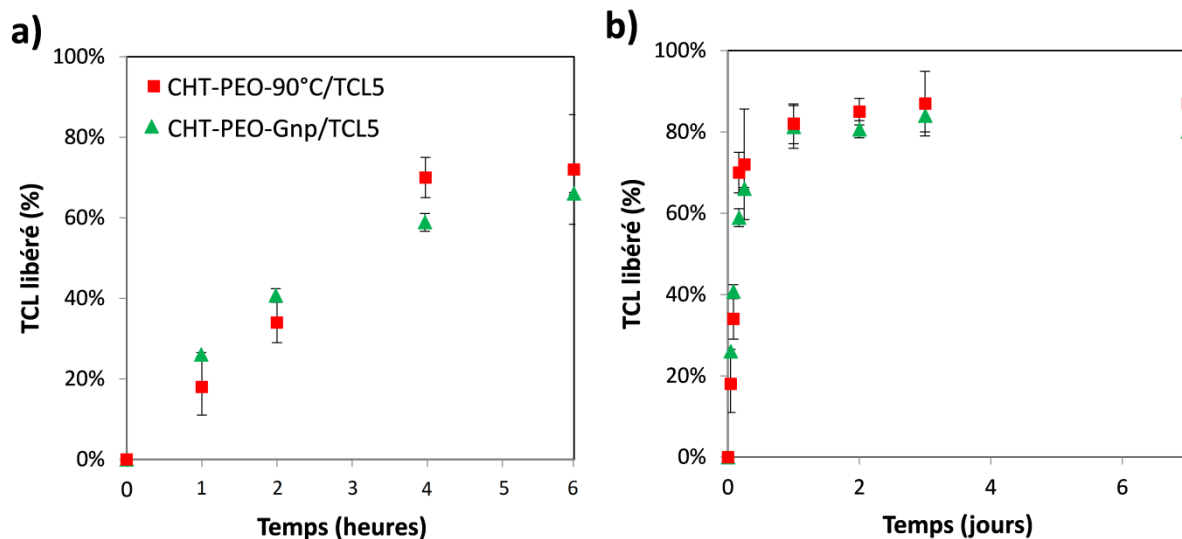 a)
100%
80%
60%
40%
20%
0%
TCL libéré (%)
CHT-PEO-90°C/TCL5
CHT-PEO-Gnp/TCL5
0 1 2 3 4 6
Temps (heures)
b)
100%
80%
60%
40%
20%
0%
TCL libéré (%)
0 2 4 6
Temps (jours)